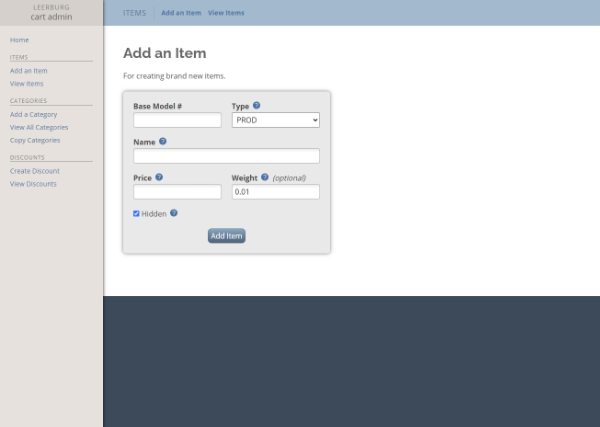 LEERBURG
cart admin
Home
ITEMS
Add an Item
View Items
CATEGORIES
Add a Category
View All Categories
Copy Categories
DISCOUNTS
Create Discount
View Discounts
ITEMS Add an Item View Items
Add an Item
For creating brand new items.
Base Model # Type ?
PROD
Name ?
Price ? Weight ? (optional)
0.01
Hidden ?
Add Item